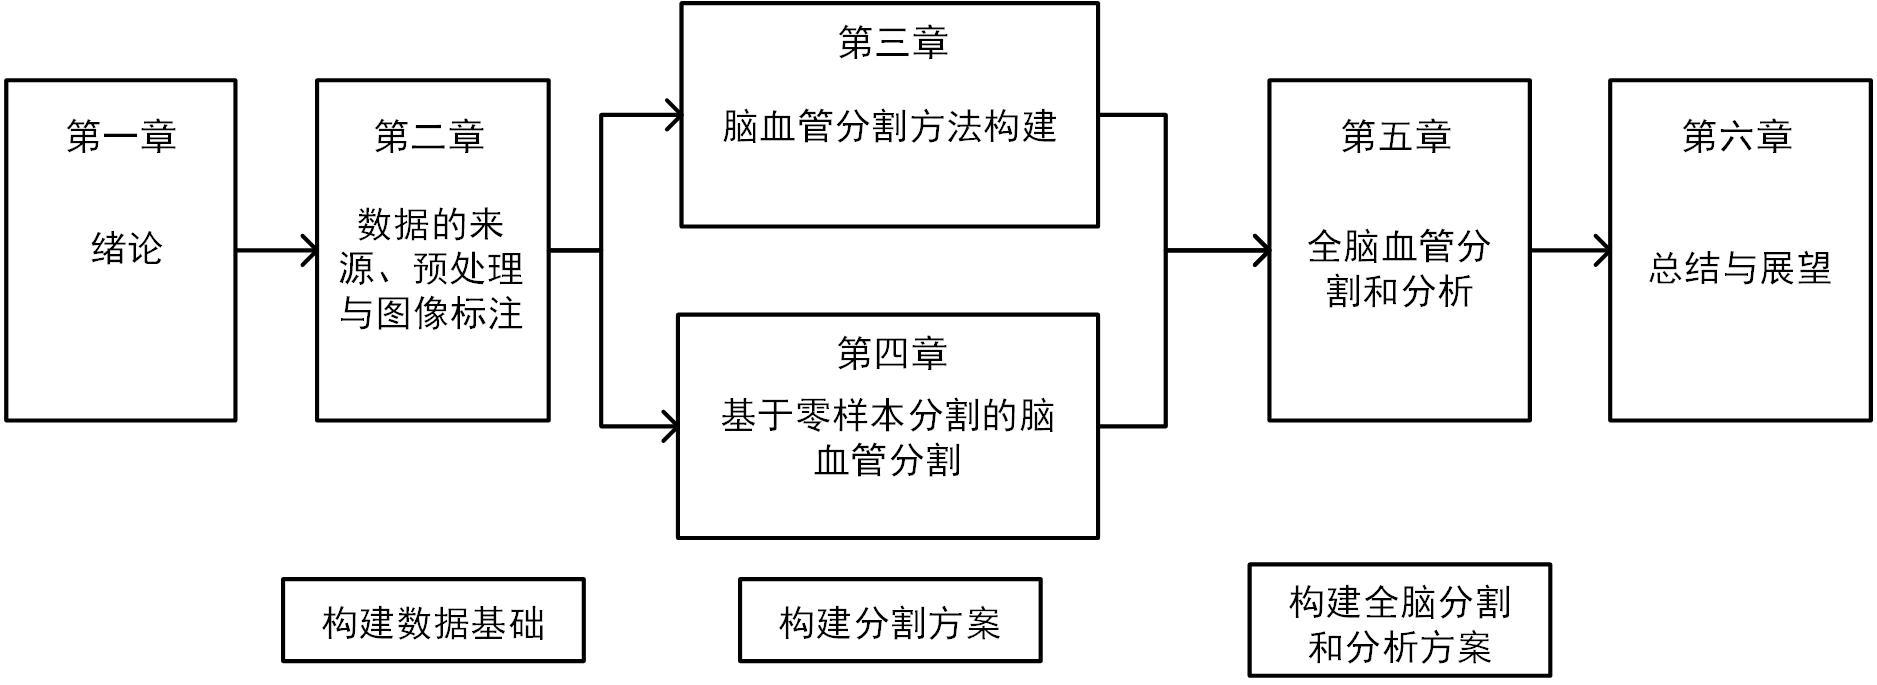 第一章
绪论
第二章
数据的来
源、预处理
与图像标注
第三章
脑血管分割方法构建
第四章
基于零样本分割的脑
血管分割
第五章
全脑血管分
割和分析
第六章
总结与展望
构建数据基础
构建分割方案
构建全脑分割
和分析方案